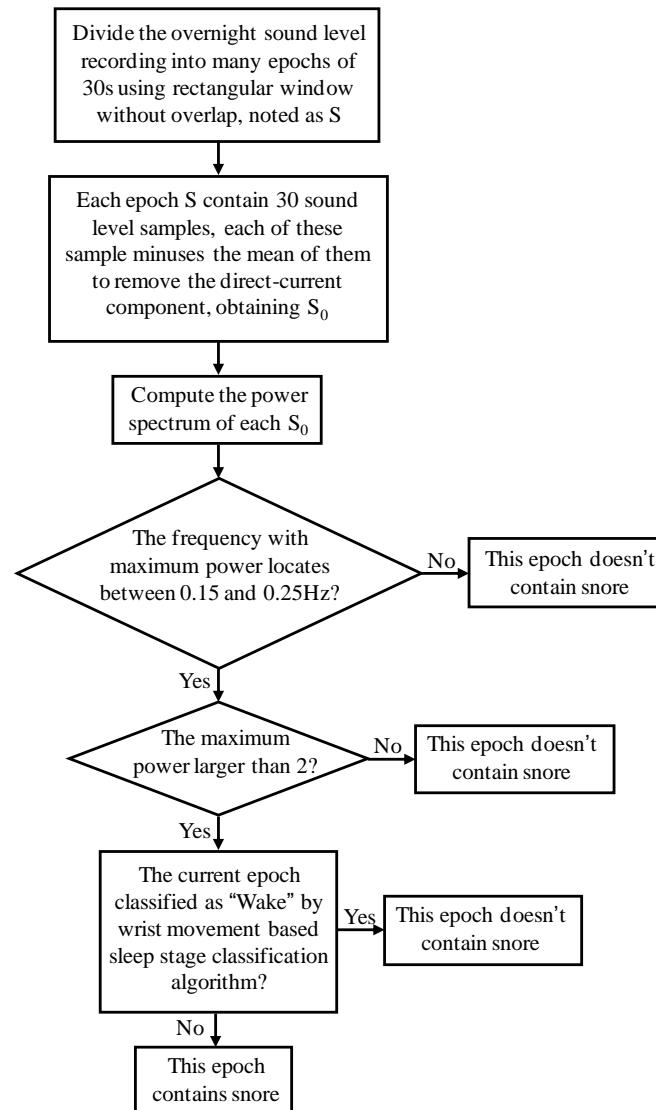 Divide the overnight sound level
recording into many epochs of
30s using rectangular window
without overlap, noted as S
Each epoch S contain 30 sound
level samples, each of these
sample minuses the mean of them
to remove the direct-current
component, obtaining S₀
Compute the power
spectrum of each S₀
The frequency with
maximum power locates
between 0.15 and 0.25Hz?
No
This epoch doesn’t
contain snore
Yes
The maximum
power larger than 2?
No
This epoch doesn’t
contain snore
Yes
The current epoch
classified as “Wake” by
wrist movement based
sleep stage classification
algorithm?
Yes
This epoch doesn’t
contain snore
No
This epoch
contains snore